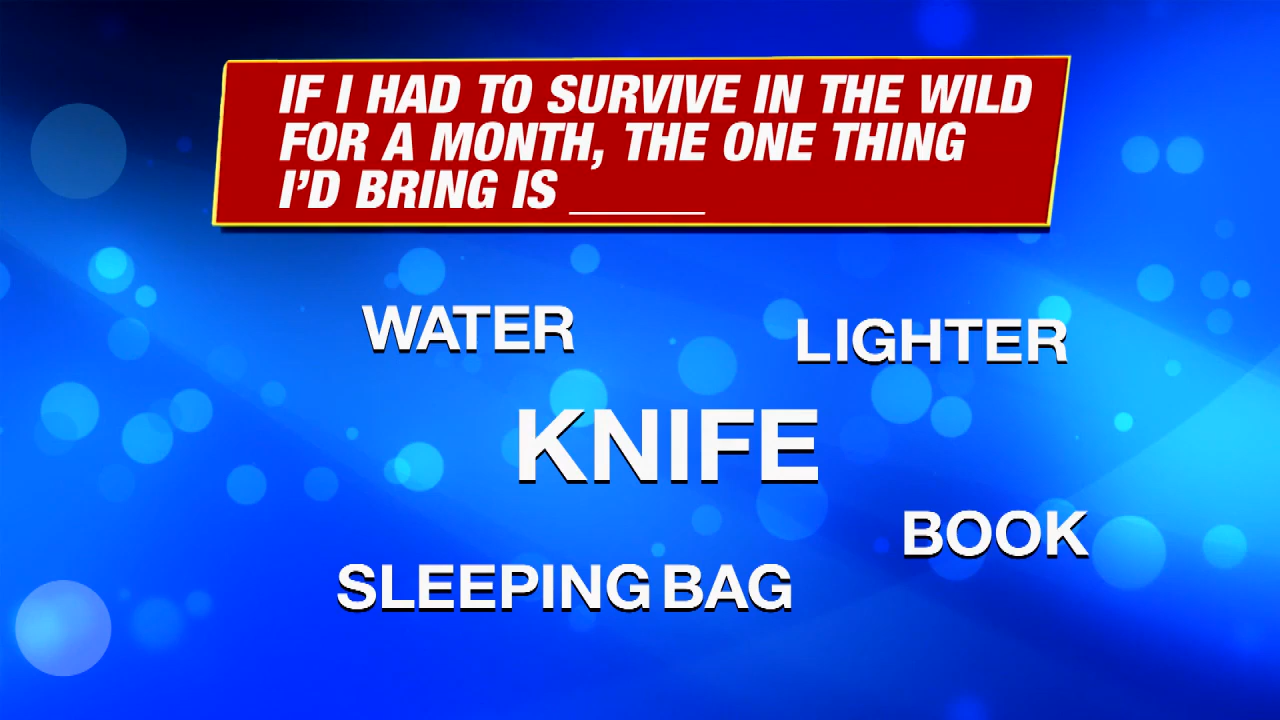 IF I HAD TO SURVIVE IN THE WILD
FOR A MONTH, THE ONE THING
I'D BRING IS ______
WATER
LIGHTER
KNIFE
BOOK
SLEEPING BAG